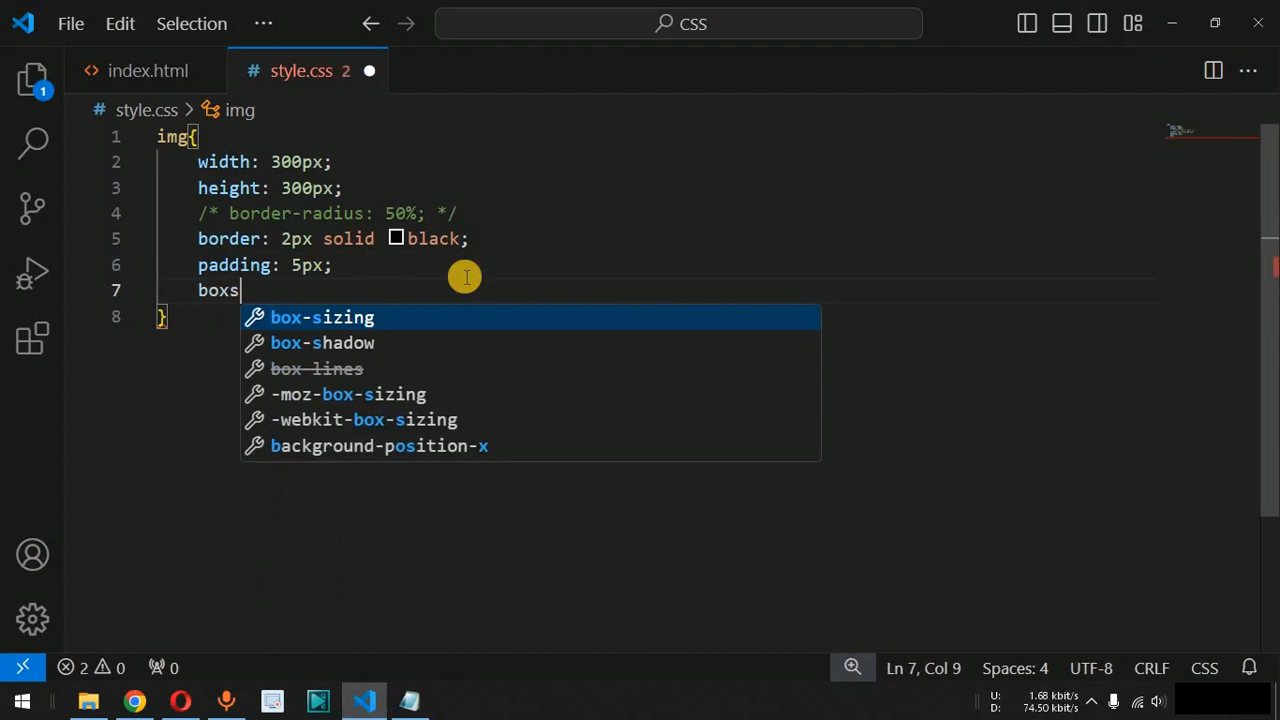 File Edit Selection ··· CSS
index.html # style.css 2
# style.css > img
1 img{
2 width: 300px;
3 height: 300px;
4 /* border-radius: 50%; */
5 border: 2px solid black;
6 padding: 5px;
7 boxs
8 }
box-sizing
box-shadow
box-lines
-moz-box-sizing
-webkit-box-sizing
background-position-x
1
2 0 0 Ln 7, Col 9 Spaces: 4 UTF-8 CRLF CSS
U: 1.68 kbit/s
D: 74.50 kbit/s